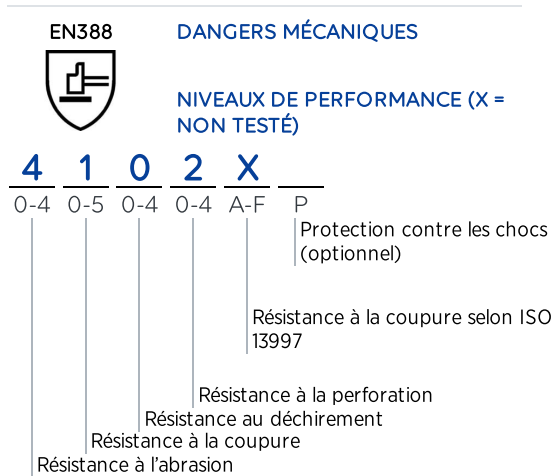 EN388
DANGERS MÉCANIQUES
NIVEAUX DE PERFORMANCE (X =
NON TESTÉ)
4 1 0 2 X
0-4 0-5 0-4 0-4 A-F P
Protection contre les chocs
(optionnel)
Résistance à la coupure selon ISO
13997
Résistance à la perforation
Résistance au déchirement
Résistance à la coupure
Résistance à l’abrasion